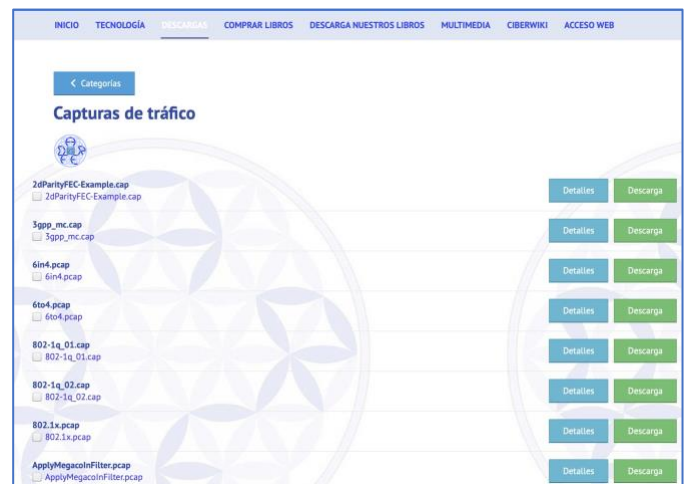 INICIO TECNOLOGÍA DESCARGAS COMPRAR LIBROS DESCARGA NUESTROS LIBROS MULTIMEDIA CIBERWIKI ACCESO WEB
< Categorías
Capturas de tráfico
2dParityFEC-Example.cap
2dParityFEC-Example.cap
Detalles Descarga
3gpp_mc.cap
3gpp_mc.cap
Detalles Descarga
6in4.pcap
6in4.pcap
Detalles Descarga
6to4.pcap
6to4.pcap
Detalles Descarga
802-1q_01.cap
802-1q_01.cap
Detalles Descarga
802-1q_02.cap
802-1q_02.cap
Detalles Descarga
802.1x.pcap
802.1x.pcap
Detalles Descarga
ApplyMegacoInFilter.pcap
ApplyMegacoInFilter.pcap
Detalles Descarga